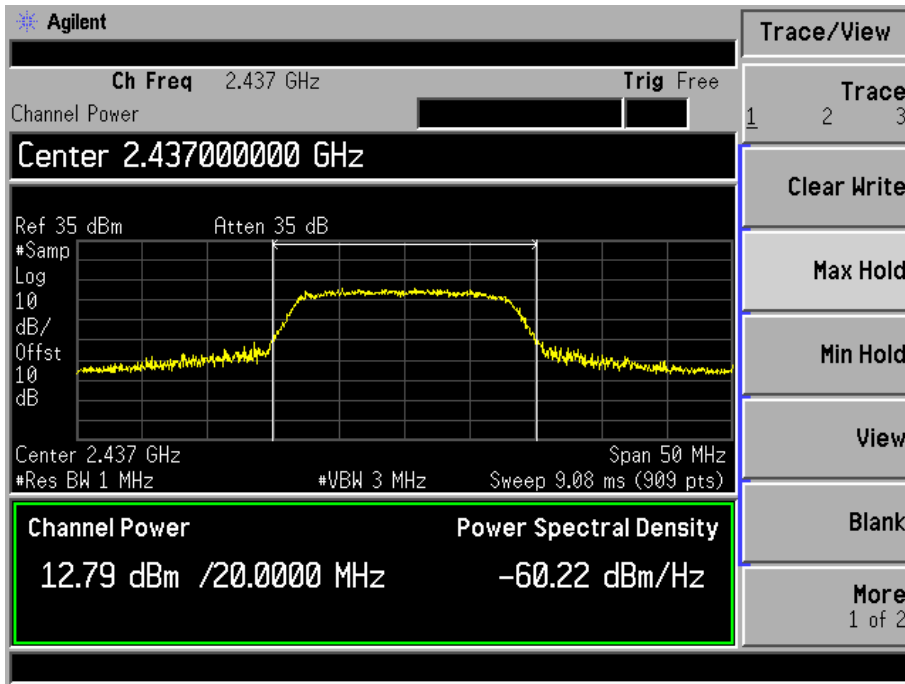 Agilent
Trace/View
Ch Freq 2.437 GHz Trig Free
Channel Power
Center 2.437000000 GHz
Ref 35 dBm Atten 35 dB
#Samp
Log
10
dB/
Offst
10
dB
Center 2.437 GHz Span 50 MHz
#Res BW 1 MHz #VBW 3 MHz Sweep 9.08 ms (909 pts)
Channel Power Power Spectral Density
12.79 dBm /20.0000 MHz -60.22 dBm/Hz
Trace
1 2 3
Clear Write
Max Hold
Min Hold
View
Blank
More
1 of 2